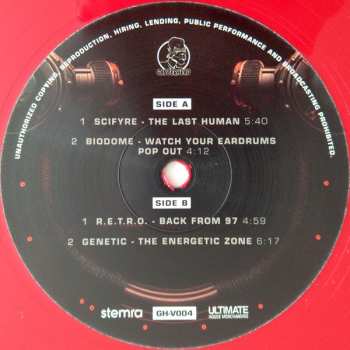 UNAUTHORIZED COPYING, REPRODUCTION, HIRING, LENDING, PUBLIC PERFORMANCE AND BROADCASTING PROHIBITED.
SIDE A
1 SCIFYRE - THE LAST HUMAN 5:40
2 BIODOME - WATCH YOUR EARDRUMS
POP OUT 4:12
SIDE B
1 R.E.T.R.O. - BACK FROM 97 4:59
2 GENETIC - THE ENERGETIC ZONE 6:17
stemra
GH-V004
ULTIMATE